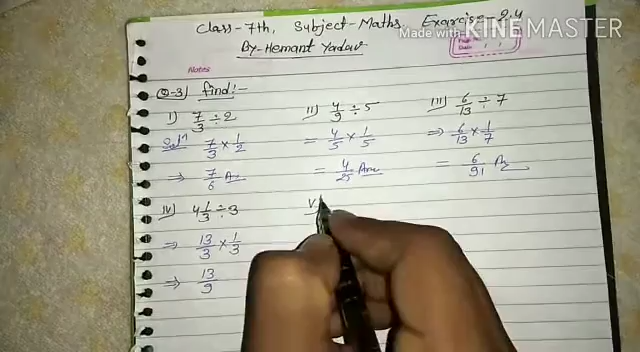 Class-7th, Subject-Maths, Exercise-2.4
Made with KINEMASTER
By-Hemant Yadav
Notes
Q-3) find:-
I) 7/3 ÷ 2
II) 4/9 ÷ 5
III) 6/13 ÷ 7
Solⁿ 7/3 × 1/2
= 4/5 × 1/5
⇒ 6/13 × 1/7
⇒ 7/6 Ans
= 4/25 Ans
= 6/91 Ans
IV) 4 1/3 ÷ 3
V
⇒ 13/3 × 1/3
⇒ 13/9